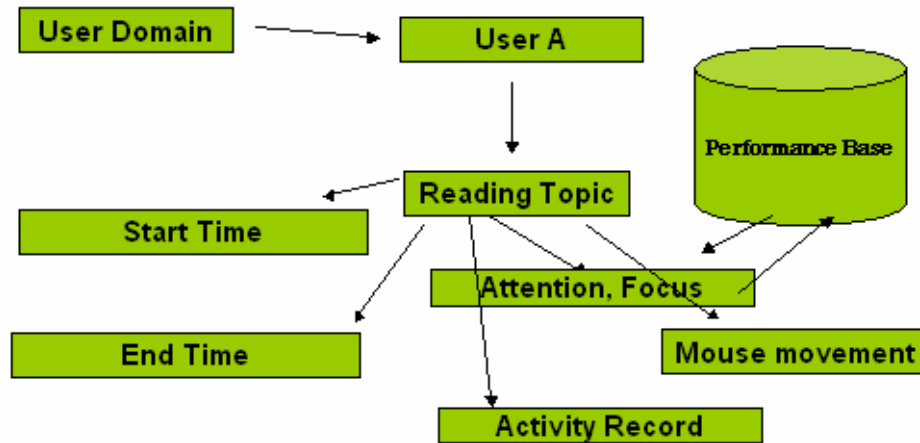 User Domain
User A
Performance Base
Reading Topic
Start Time
Attention, Focus
End Time
Mouse movement
Activity Record